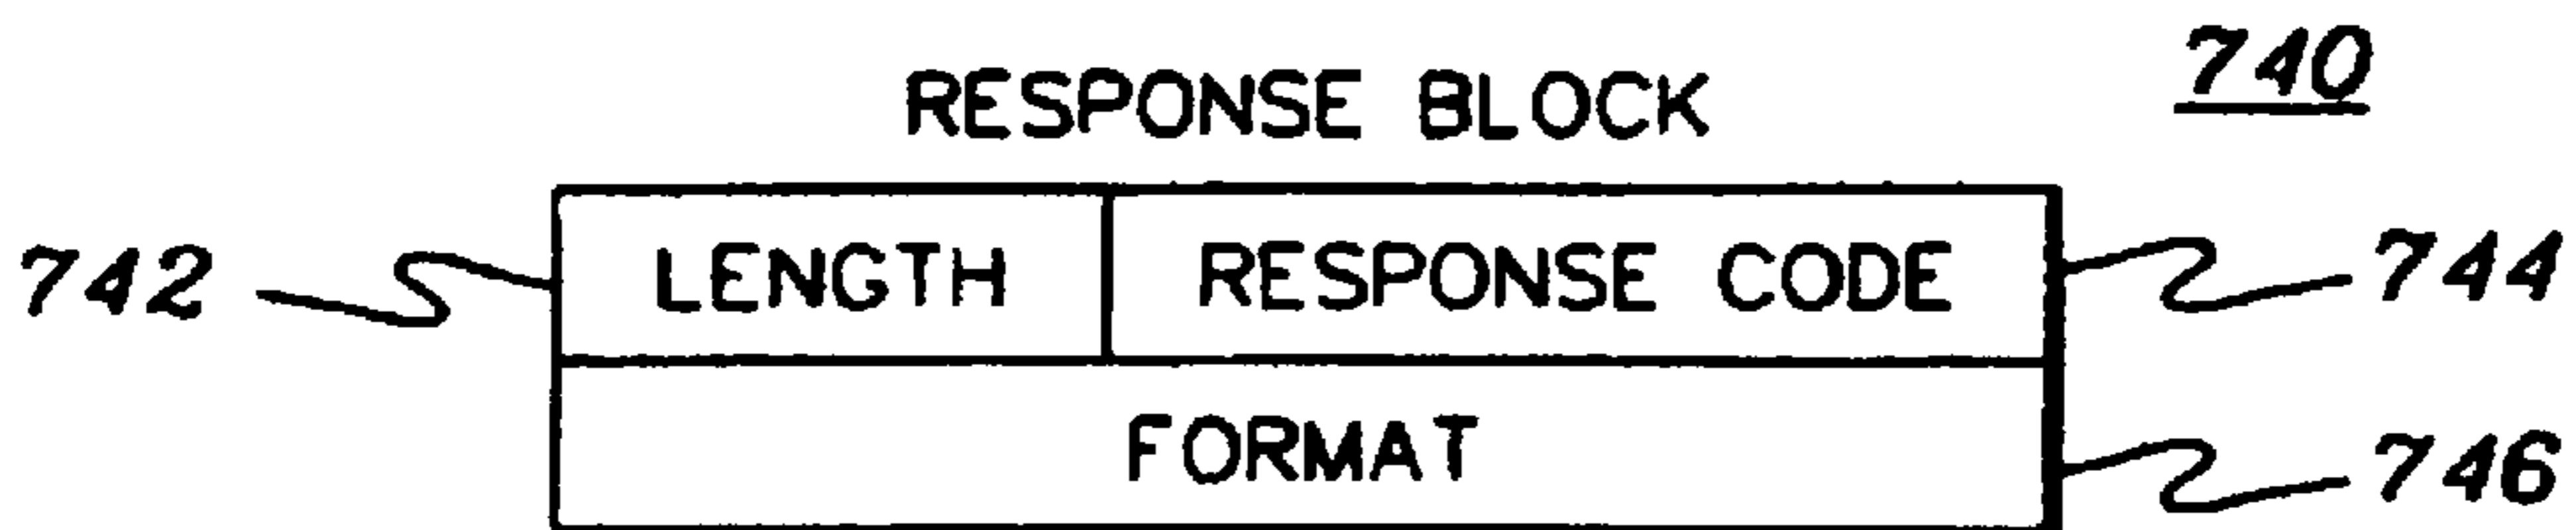 740
RESPONSE BLOCK
742 LENGTH RESPONSE CODE 744
FORMAT 746